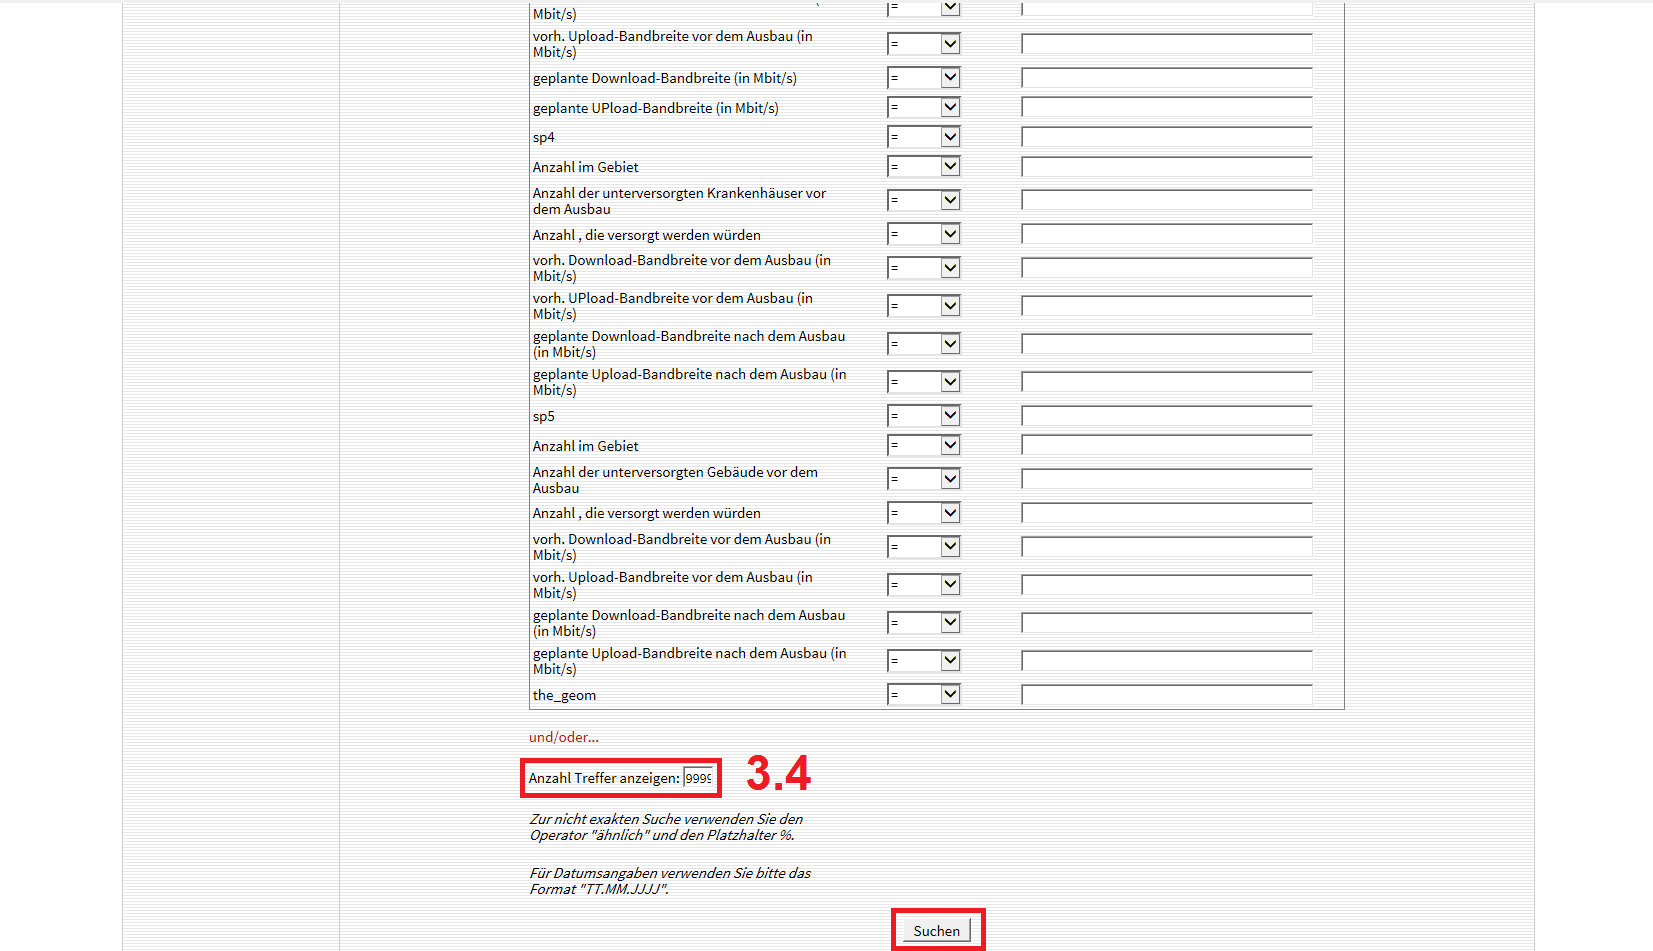 Mbit/s) =
vorh. Upload-Bandbreite vor dem Ausbau (in
Mbit/s) =
geplante Download-Bandbreite (in Mbit/s) =
geplante UPload-Bandbreite (in Mbit/s) =
sp4 =
Anzahl im Gebiet =
Anzahl der unterversorgten Krankenhäuser vor
dem Ausbau =
Anzahl , die versorgt werden würden =
vorh. Download-Bandbreite vor dem Ausbau (in
Mbit/s) =
vorh. UPload-Bandbreite vor dem Ausbau (in
Mbit/s) =
geplante Download-Bandbreite nach dem Ausbau
(in Mbit/s) =
geplante Upload-Bandbreite nach dem Ausbau (in
Mbit/s) =
sp5 =
Anzahl im Gebiet =
Anzahl der unterversorgten Gebäude vor dem
Ausbau =
Anzahl , die versorgt werden würden =
vorh. Download-Bandbreite vor dem Ausbau (in
Mbit/s) =
vorh. Upload-Bandbreite vor dem Ausbau (in
Mbit/s) =
geplante Download-Bandbreite nach dem Ausbau
(in Mbit/s) =
geplante Upload-Bandbreite nach dem Ausbau (in
Mbit/s) =
the_geom =
und/oder...
Anzahl Treffer anzeigen: 9999 3.4
Zur nicht exakten Suche verwenden Sie den
Operator "ähnlich" und den Platzhalter %.
Für Datumsangaben verwenden Sie bitte das
Format "TT.MM.JJJJ".
Suchen